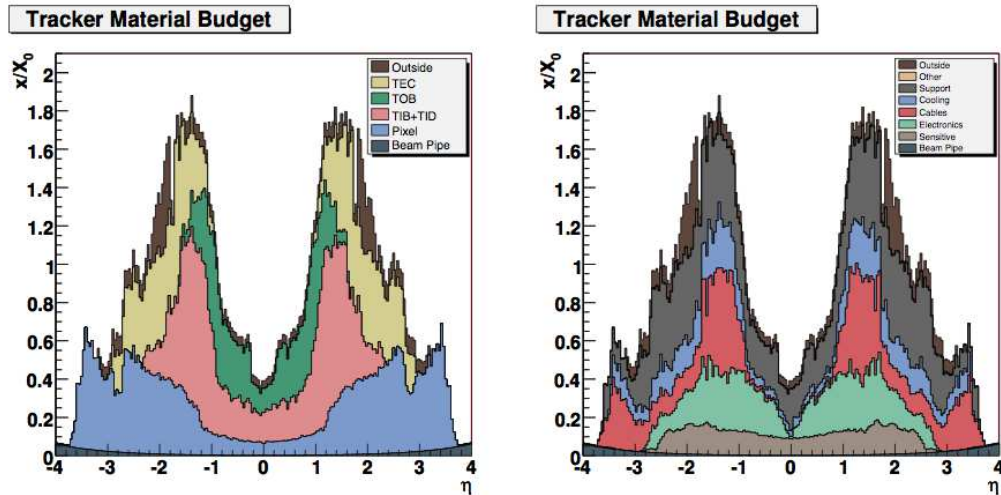 Tracker Material Budget
x/X0
2
1.8
1.6
1.4
1.2
1
0.8
0.6
0.4
0.2
0
-4 -3 -2 -1 0 1 2 3 4
η
Outside
TEC
TOB
TIB+TID
Pixel
Beam Pipe
Tracker Material Budget
x/X0
2
1.8
1.6
1.4
1.2
1
0.8
0.6
0.4
0.2
0
-4 -3 -2 -1 0 1 2 3 4
η
Outside
Other
Support
Cooling
Cables
Electronics
Sensitive
Beam Pipe